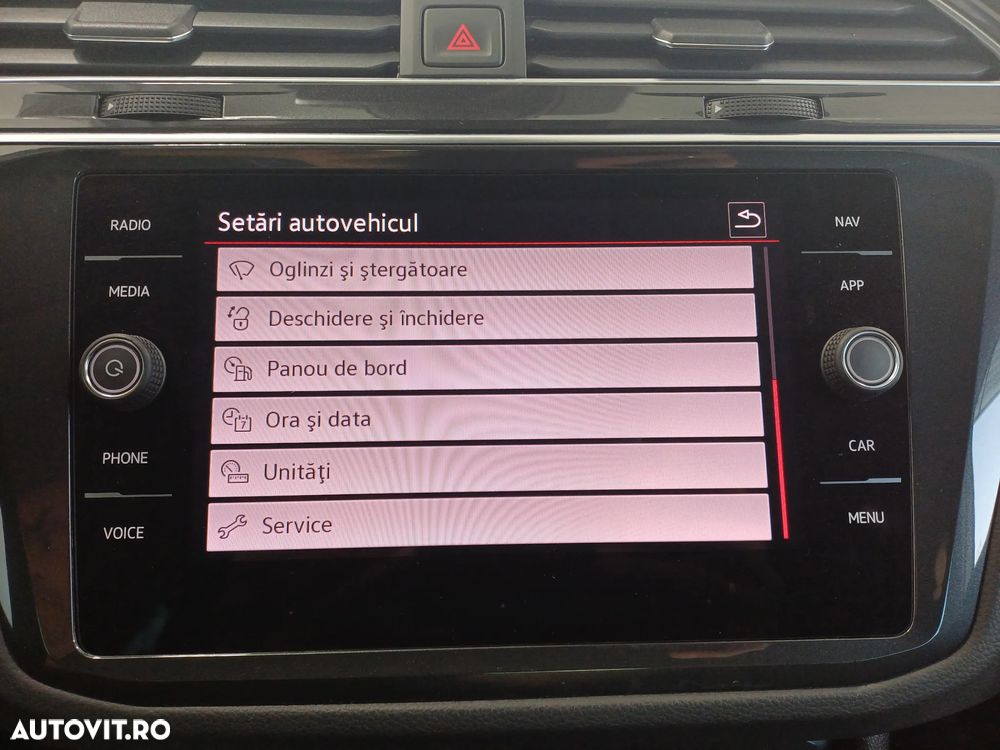 RADIO
MEDIA
PHONE
VOICE
Setări autovehicul
Oglinzi şi ştergătoare
Deschidere şi închidere
Panou de bord
7
Ora şi data
Unităţi
Service
NAV
APP
CAR
MENU
AUTOVIT.RO